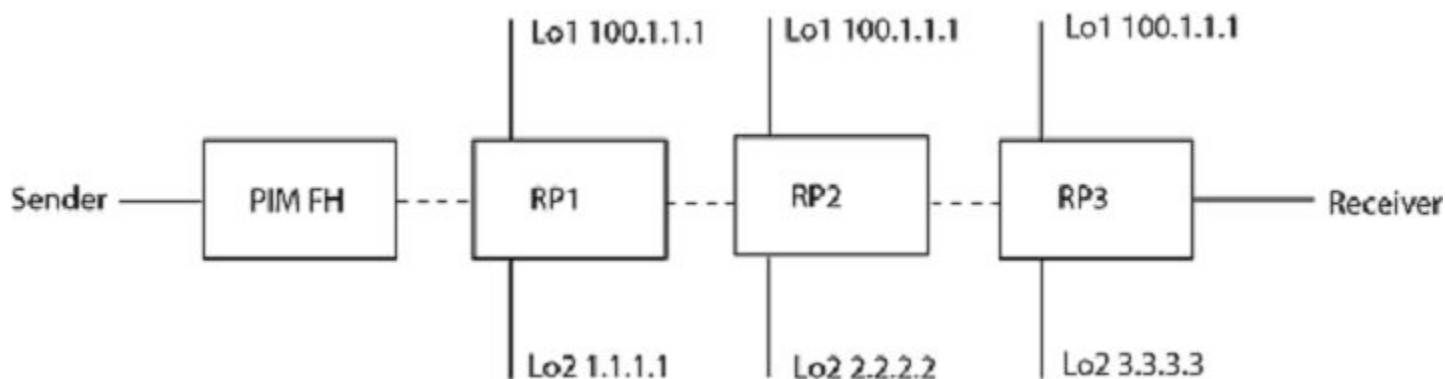 Lo1 100.1.1.1
Lo1 100.1.1.1
Lo1 100.1.1.1
Sender
PIM FH
RP1
RP2
RP3
Receiver
Lo2 1.1.1.1
Lo2 2.2.2.2
Lo2 3.3.3.3